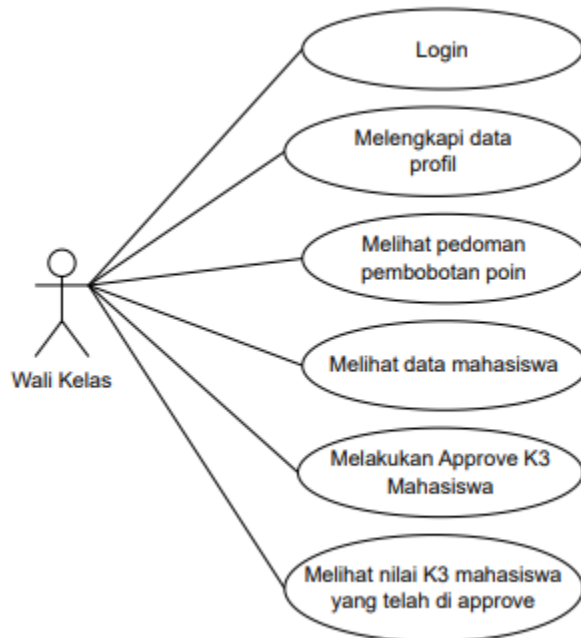 Login
Melengkapi data
profil
Melihat pedoman
pembobotan poin
Wali Kelas
Melihat data mahasiswa
Melakukan Approve K3
Mahasiswa
Melihat nilai K3 mahasiswa
yang telah di approve